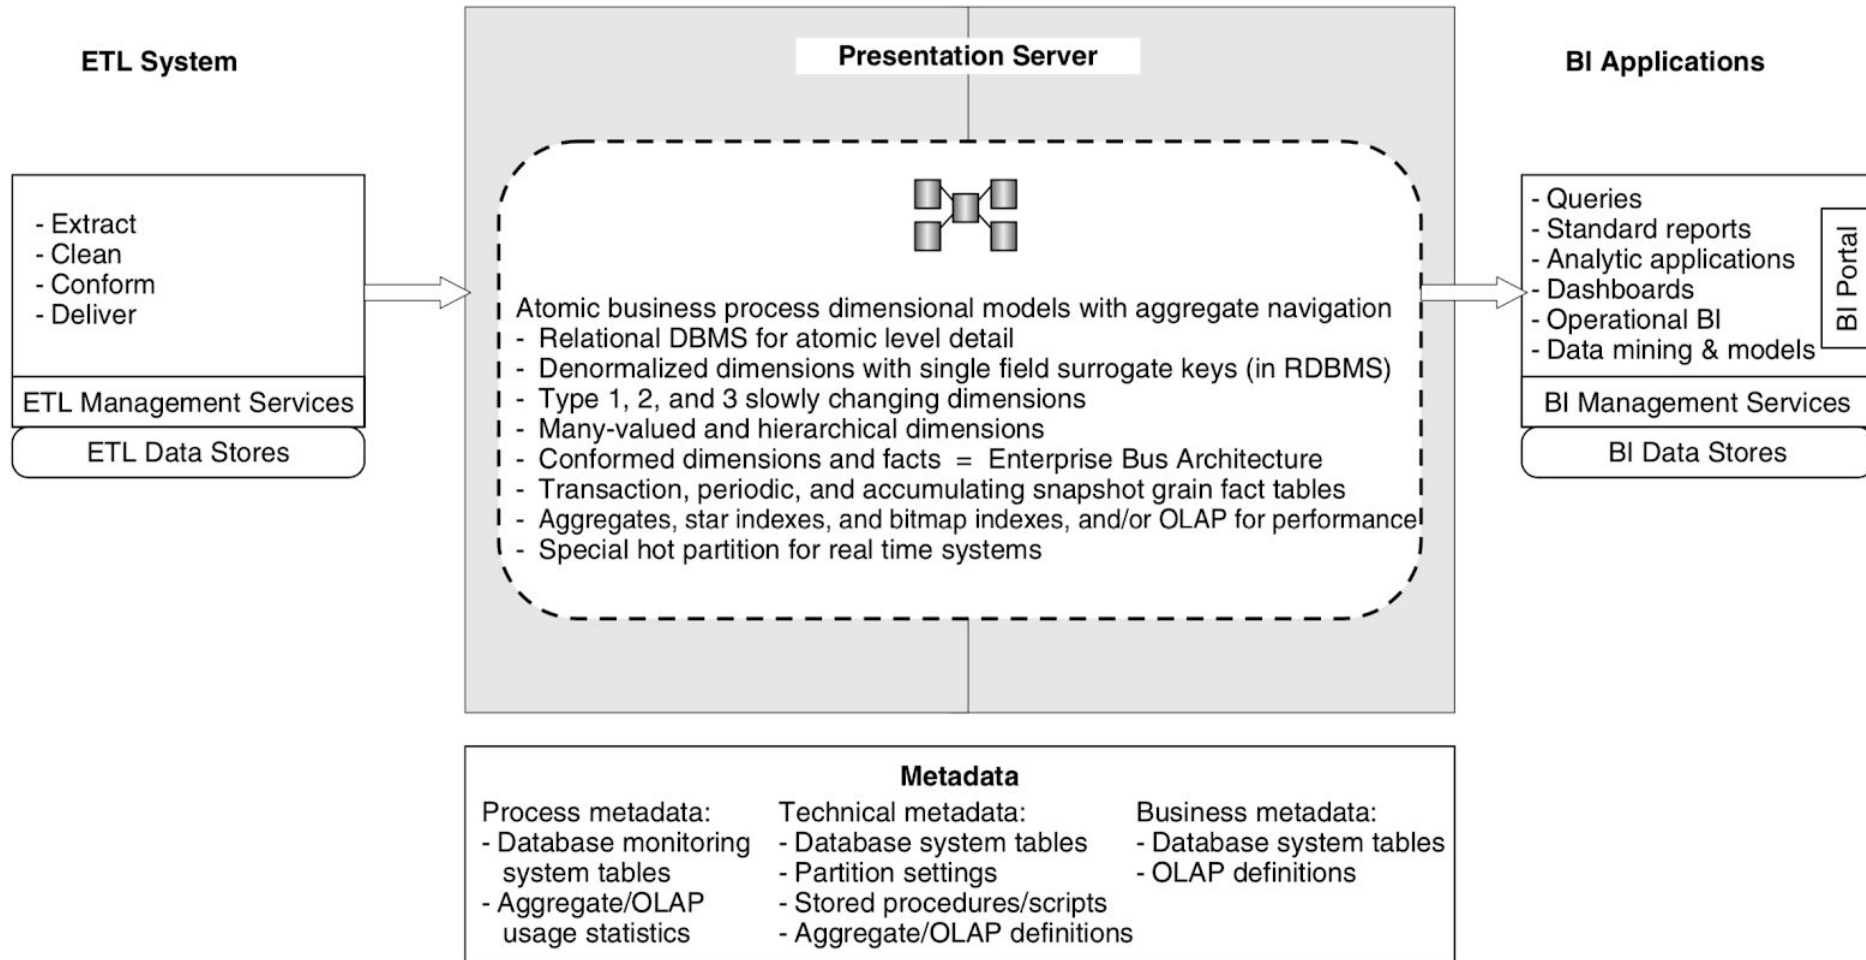 ETL System
- Extract
- Clean
- Conform
- Deliver
ETL Management Services
ETL Data Stores
Presentation Server
Atomic business process dimensional models with aggregate navigation
- Relational DBMS for atomic level detail
- Denormalized dimensions with single field surrogate keys (in RDBMS)
- Type 1, 2, and 3 slowly changing dimensions
- Many-valued and hierarchical dimensions
- Conformed dimensions and facts = Enterprise Bus Architecture
- Transaction, periodic, and accumulating snapshot grain fact tables
- Aggregates, star indexes, and bitmap indexes, and/or OLAP for performance
- Special hot partition for real time systems
BI Applications
- Queries
- Standard reports
- Analytic applications
- Dashboards
- Operational BI
- Data mining & models
BI Portal
BI Management Services
BI Data Stores
Metadata
Process metadata:
- Database monitoring
system tables
- Aggregate/OLAP
usage statistics
Technical metadata:
- Database system tables
- Partition settings
- Stored procedures/scripts
- Aggregate/OLAP definitions
Business metadata:
- Database system tables
- OLAP definitions